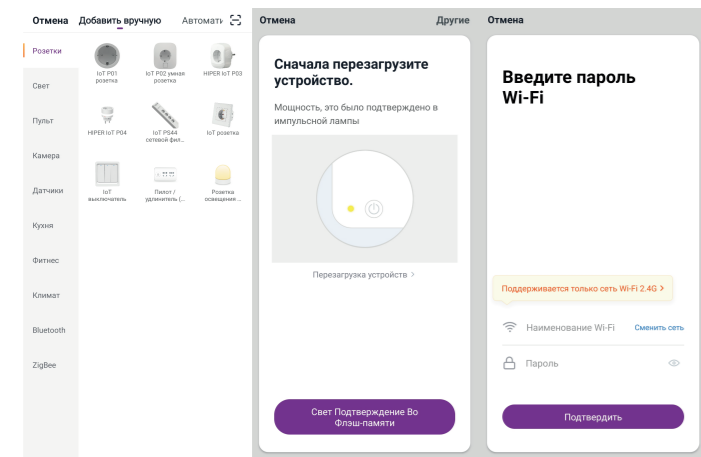 Отмена Добавить вручную Автомати
Розетки
Свет
Пульт
Камера
Датчики
Кухня
Фитнес
Климат
Bluetooth
ZigBee
IoT P01
розетка
IoT P02 умная
розетка
HIPER IoT P03
HIPER IoT P04
IoT PS44
сетевой фил...
IoT розетка
IoT
выключатель
Пилот /
удлинитель (...
Розетка
освещения ...
Отмена Другие
Сначала перезагрузите
устройство.
Мощность, это было подтверждено в
импульсной лампы
Перезагрузка устройств >
Свет Подтверждение Во
Флэш-памяти
Отмена
Введите пароль
Wi-Fi
Поддерживается только сеть Wi-Fi 2.4G >
Наименование Wi-Fi Сменить сеть
Пароль
Подтвердить